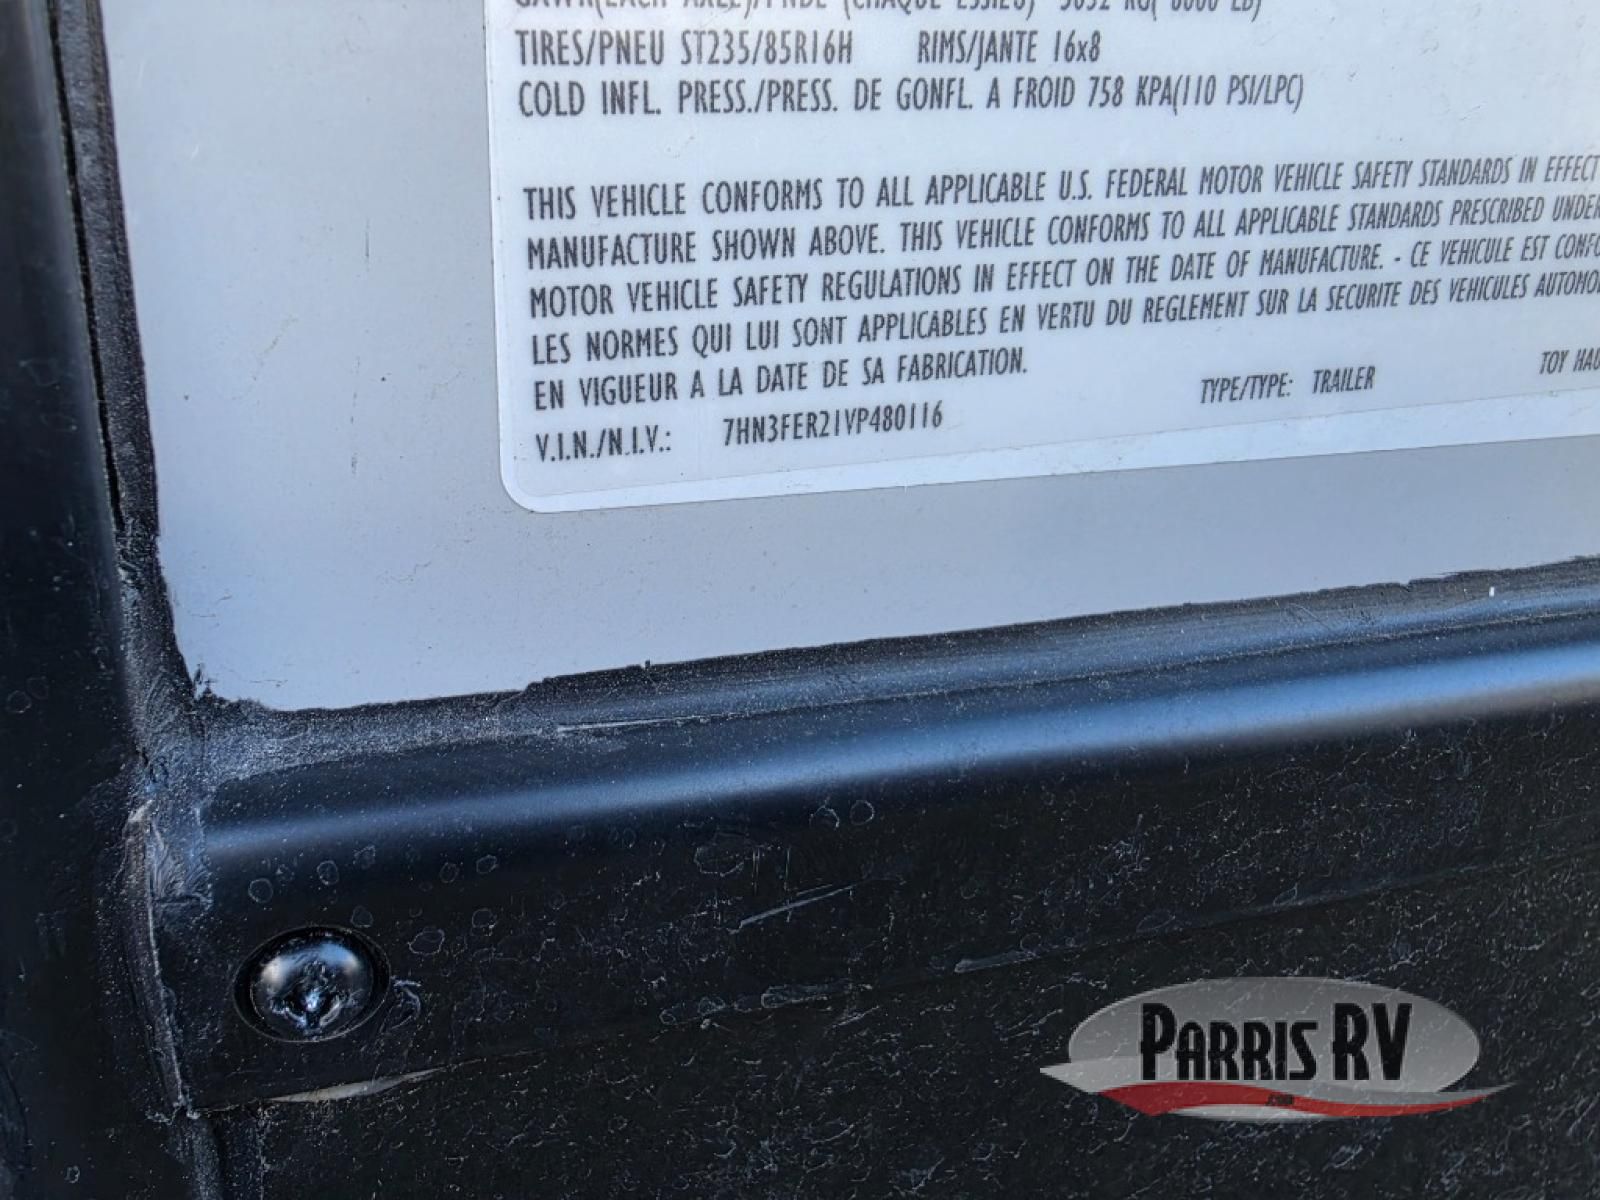 TIRES/PNEU ST235/85R16H RIMS/JANTE 16x8
COLD INFL. PRESS./PRESS. DE GONFL. A FROID 758 KPA(110 PSI/LPC)
THIS VEHICLE CONFORMS TO ALL APPLICABLE U.S. FEDERAL MOTOR VEHICLE SAFETY STANDARDS IN EFFECT
MANUFACTURE SHOWN ABOVE. THIS VEHICLE CONFORMS TO ALL APPLICABLE STANDARDS PRESCRIBED UNDER
MOTOR VEHICLE SAFETY REGULATIONS IN EFFECT ON THE DATE OF MANUFACTURE. - CE VEHICULE EST
LES NORMES QUI LUI SONT APPLICABLES EN VERTU DU REGLEMENT SUR LA SECURITE DES VEHICULES
EN VIGUEUR A LA DATE DE SA FABRICATION.
TYPE/TYPE: TRAILER TOY
V.I.N./N.I.V.: 7HN3FER21VP480116
PARRIS RV
.com